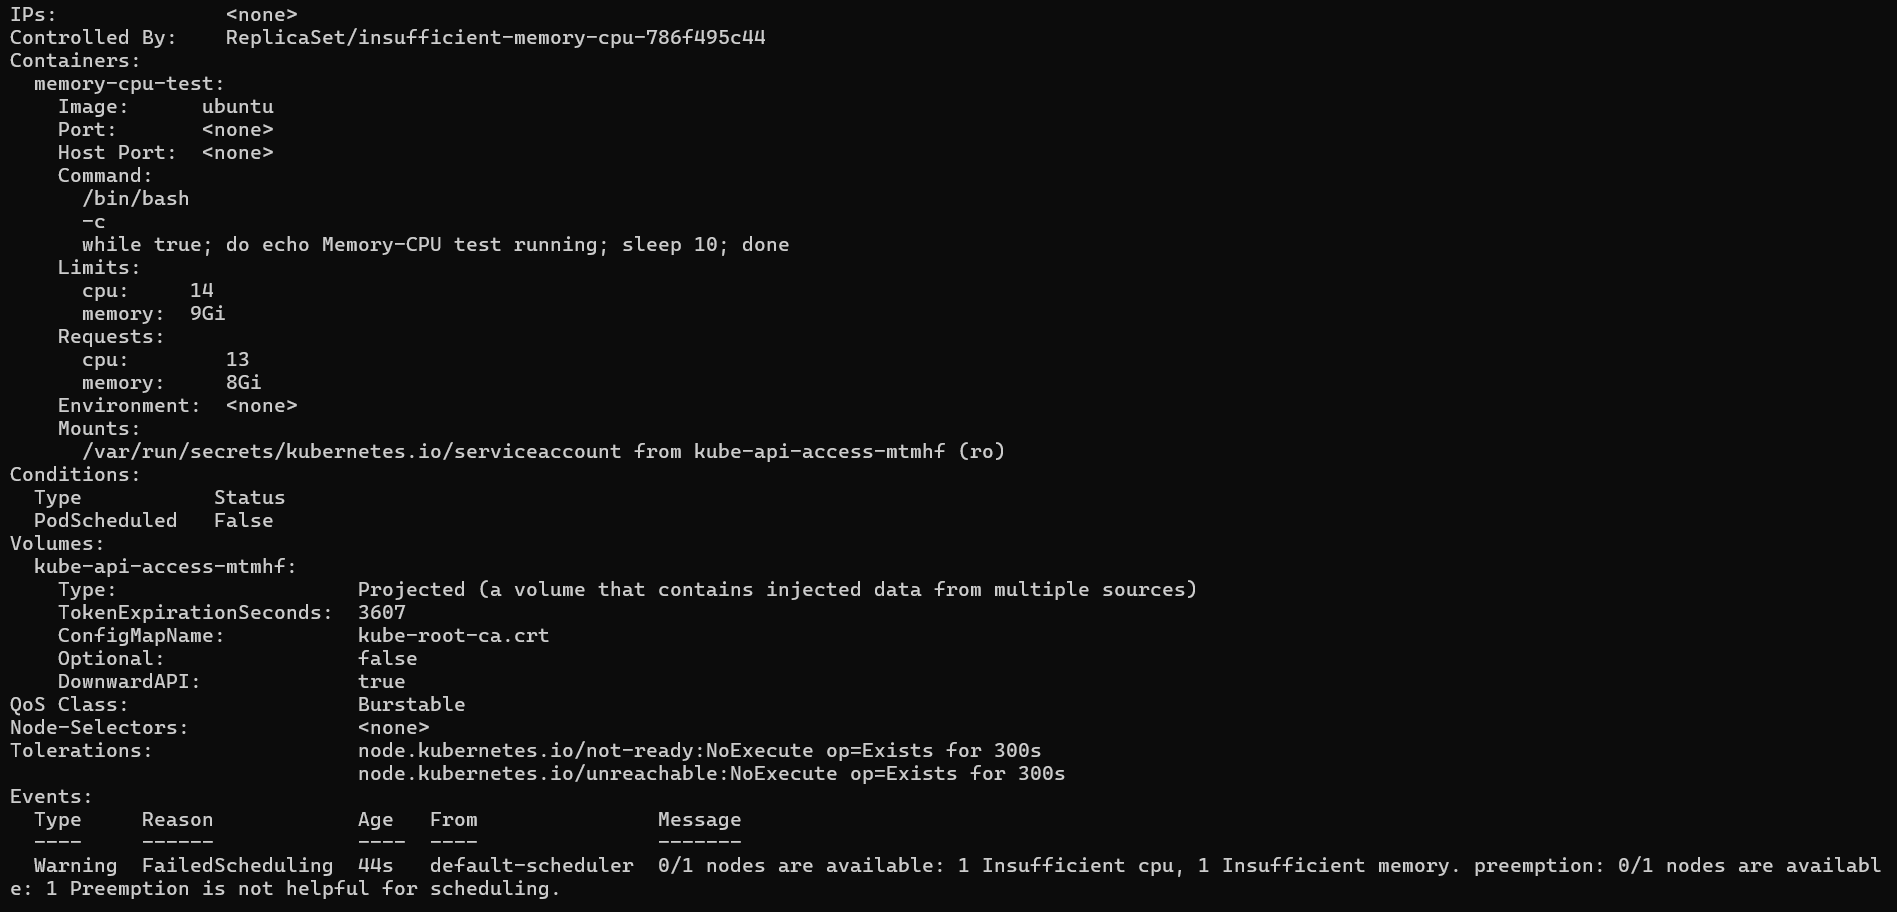 IPs:              <none>
Controlled By:    ReplicaSet/insufficient-memory-cpu-786f495c44
Containers:
  memory-cpu-test:
    Image:      ubuntu
    Port:       <none>
    Host Port:  <none>
    Command:
      /bin/bash
      -c
      while true; do echo Memory-CPU test running; sleep 10; done
    Limits:
      cpu:     14
      memory:  9Gi
    Requests:
      cpu:        13
      memory:     8Gi
    Environment:  <none>
    Mounts:
      /var/run/secrets/kubernetes.io/serviceaccount from kube-api-access-mtmhf (ro)
Conditions:
  Type           Status
  PodScheduled   False
Volumes:
  kube-api-access-mtmhf:
    Type:                    Projected (a volume that contains injected data from multiple sources)
    TokenExpirationSeconds:  3607
    ConfigMapName:           kube-root-ca.crt
    Optional:                false
    DownwardAPI:             true
QoS Class:                   Burstable
Node-Selectors:              <none>
Tolerations:                 node.kubernetes.io/not-ready:NoExecute op=Exists for 300s
                             node.kubernetes.io/unreachable:NoExecute op=Exists for 300s
Events:
  Type     Reason            Age   From               Message
  ----     ------            ----  ----               -------
  Warning  FailedScheduling  44s   default-scheduler  0/1 nodes are available: 1 Insufficient cpu, 1 Insufficient memory. preemption: 0/1 nodes are availabl
e: 1 Preemption is not helpful for scheduling.